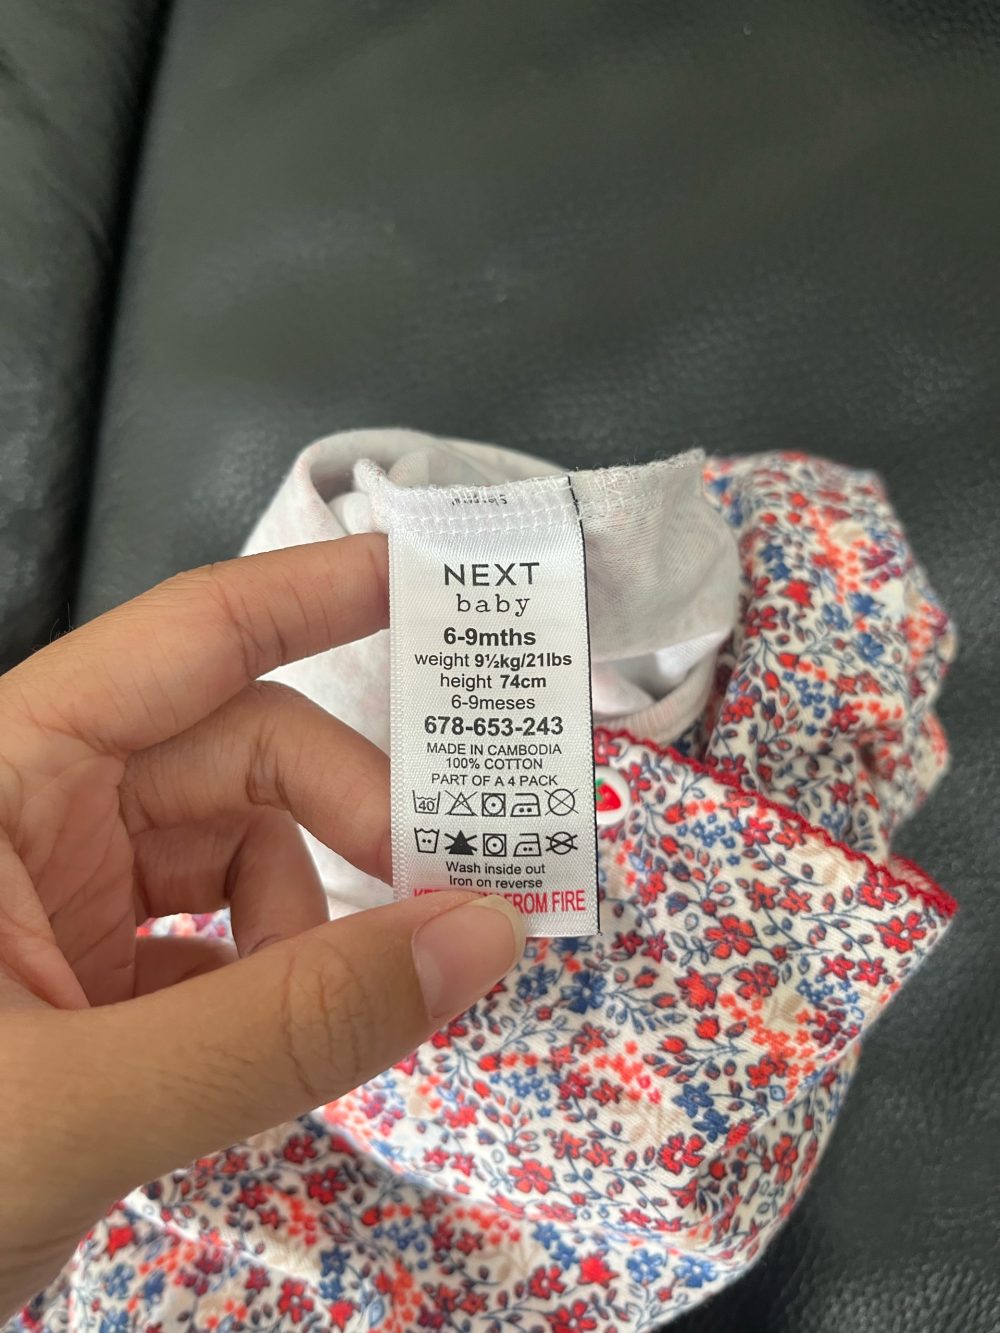 NEXT
baby
6-9mths
weight 9½kg/21lbs
height 74cm
6-9meses
678-653-243
MADE IN CAMBODIA
100% COTTON
PART OF A 4 PACK
40
Wash inside out
Iron on reverse
FROM FIRE